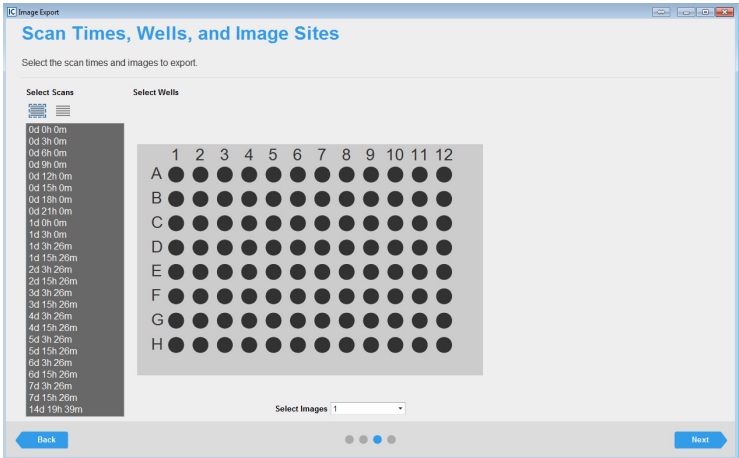 IC Image Export
Scan Times, Wells, and Image Sites
Select the scan times and images to export.
Select Scans
Select Wells
0d 0h 0m
0d 3h 0m
0d 6h 0m
0d 9h 0m
0d 12h 0m
0d 15h 0m
0d 18h 0m
0d 21h 0m
1d 0h 0m
1d 3h 0m
1d 3h 26m
1d 15h 26m
2d 3h 26m
2d 15h 26m
3d 3h 26m
3d 15h 26m
4d 3h 26m
4d 15h 26m
5d 3h 26m
5d 15h 26m
6d 3h 26m
6d 15h 26m
7d 3h 26m
7d 15h 26m
14d 19h 39m
1 2 3 4 5 6 7 8 9 10 11 12
A
B
C
D
E
F
G
H
Select Images 1
Back
Next